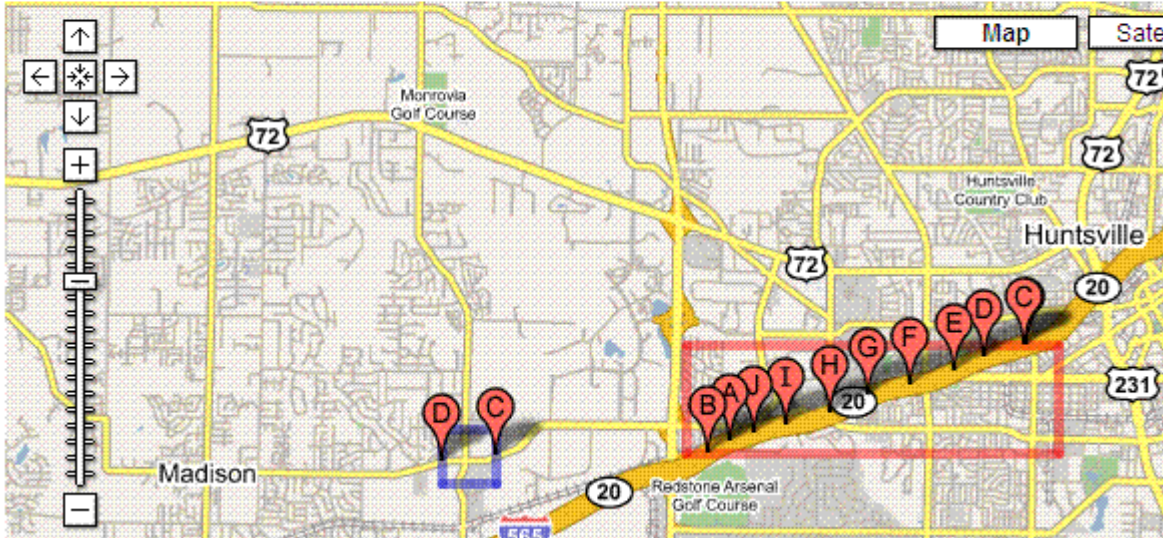 Map
Sate
72
Monrovia
Golf Course
72
72
Huntsville
Country Club
Huntsville
72
20
C
D
E
F
G
H
I
J
A
B
20
231
D
C
Madison
20
Redstone Arsenal
Golf Course
565